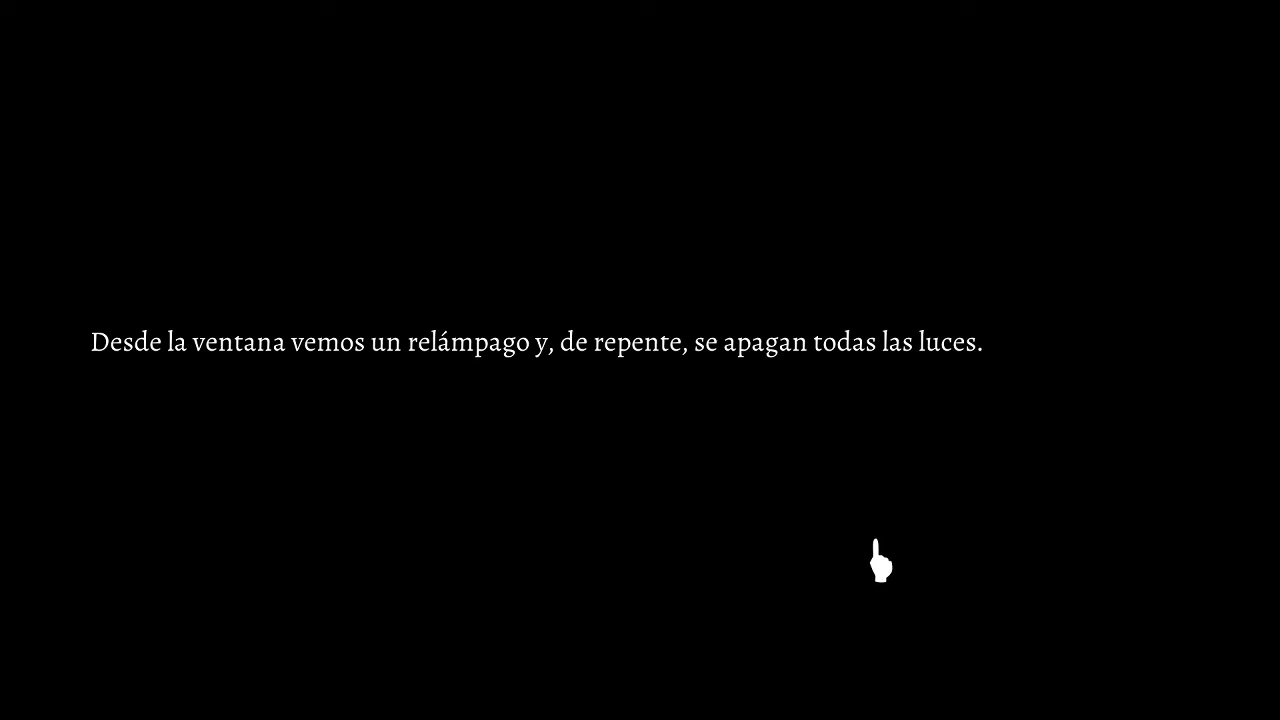 Desde la ventana vemos un relámpago y, de repente, se apagan todas las luces.